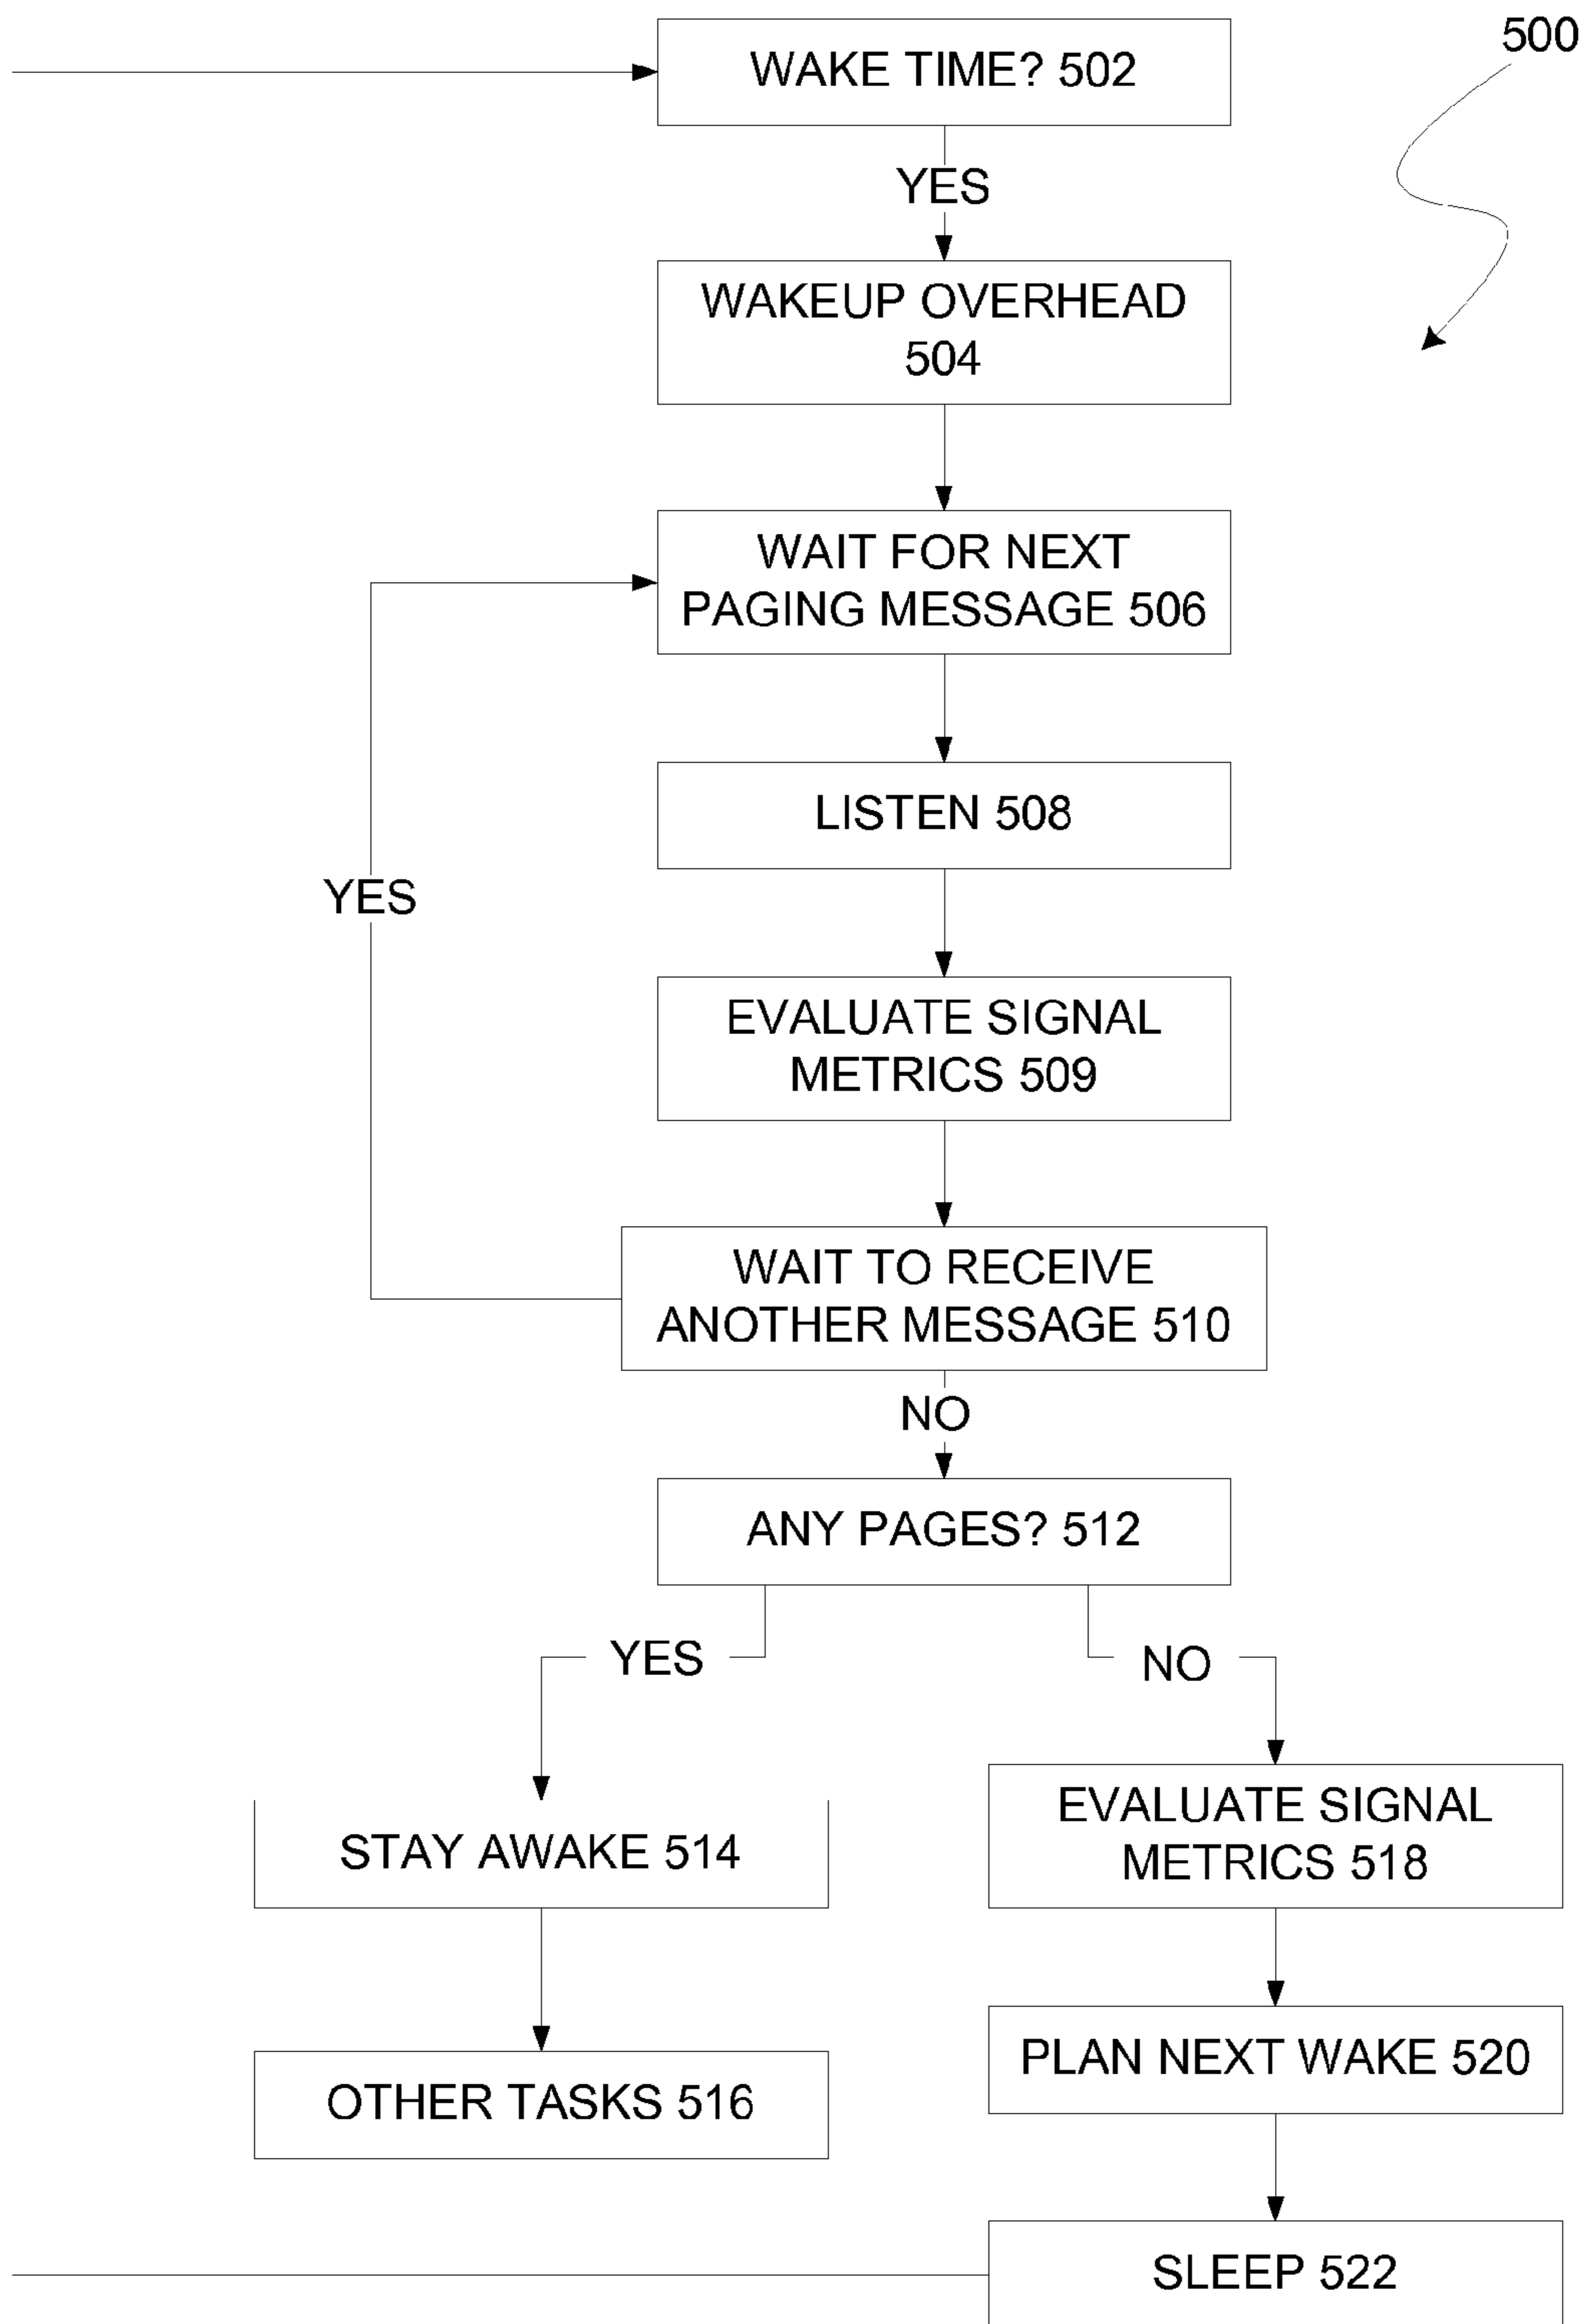 500
WAKE TIME? 502
YES
WAKEUP OVERHEAD
504
WAIT FOR NEXT
PAGING MESSAGE 506
LISTEN 508
YES
EVALUATE SIGNAL
METRICS 509
WAIT TO RECEIVE
ANOTHER MESSAGE 510
NO
ANY PAGES? 512
YES
NO
STAY AWAKE 514
EVALUATE SIGNAL
METRICS 518
OTHER TASKS 516
PLAN NEXT WAKE 520
SLEEP 522